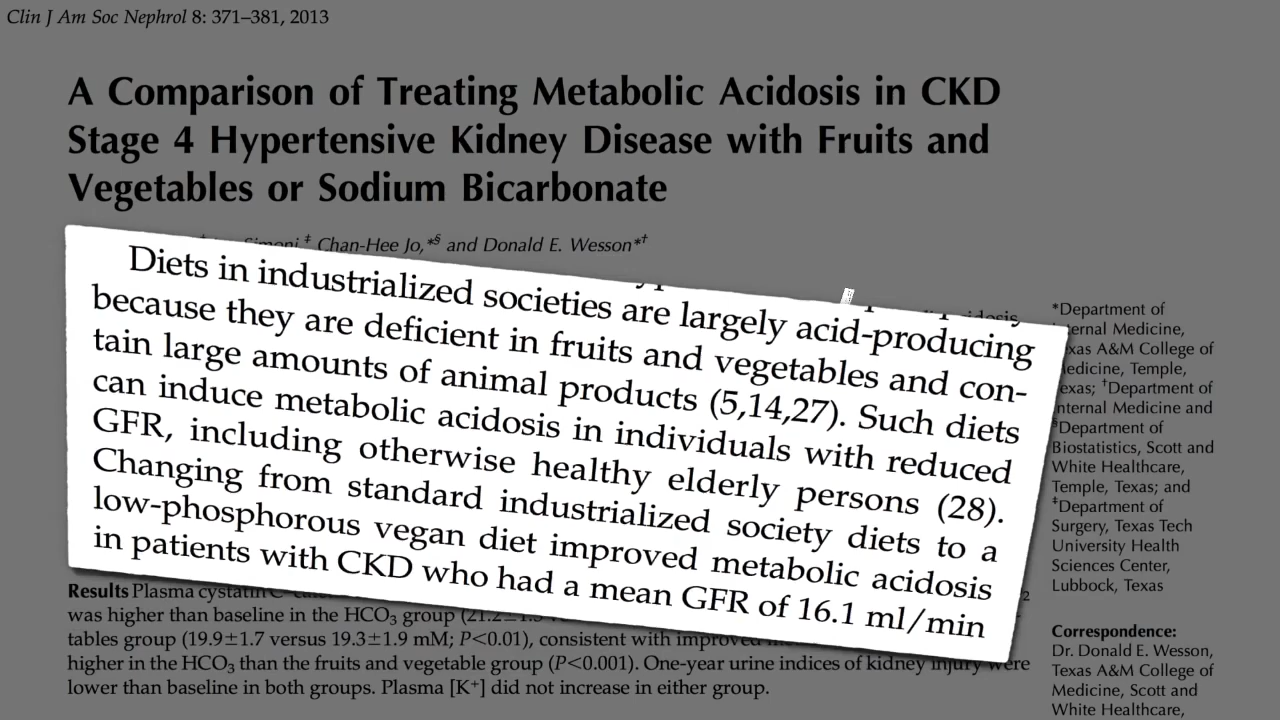 Clin J Am Soc Nephrol 8: 371–381, 2013
A Comparison of Treating Metabolic Acidosis in CKD
Stage 4 Hypertensive Kidney Disease with Fruits and
Vegetables or Sodium Bicarbonate
Simoni,‡ Chan-Hee Jo,*§ and Donald E. Wesson*†
Diets in industrialized societies are largely acid-producing
because they are deficient in fruits and vegetables and con-
tain large amounts of animal products (5,14,27). Such diets
can induce metabolic acidosis in individuals with reduced
GFR, including otherwise healthy elderly persons (28).
Changing from standard industrialized society diets to a
low-phosphorous vegan diet improved metabolic acidosis
in patients with CKD who had a mean GFR of 16.1 ml/min
Results Plasma cystatin C
was higher than baseline in the HCO3 group
tables group (19.9±1.7 versus 19.3±1.9 mM; P<0.01), consistent with improved
higher in the HCO3 than the fruits and vegetable group (P<0.001). One-year urine indices of kidney injury were
lower than baseline in both groups. Plasma [K+] did not increase in either group.
*Department of
Internal Medicine,
Texas A&M College of
Medicine, Temple,
Texas; †Department of
Internal Medicine and
§Department of
Biostatistics, Scott and
White Healthcare,
Temple, Texas; and
‡Department of
Surgery, Texas Tech
University Health
Sciences Center,
Lubbock, Texas
Correspondence:
Dr. Donald E. Wesson,
Texas A&M College of
Medicine, Scott and
White Healthcare,